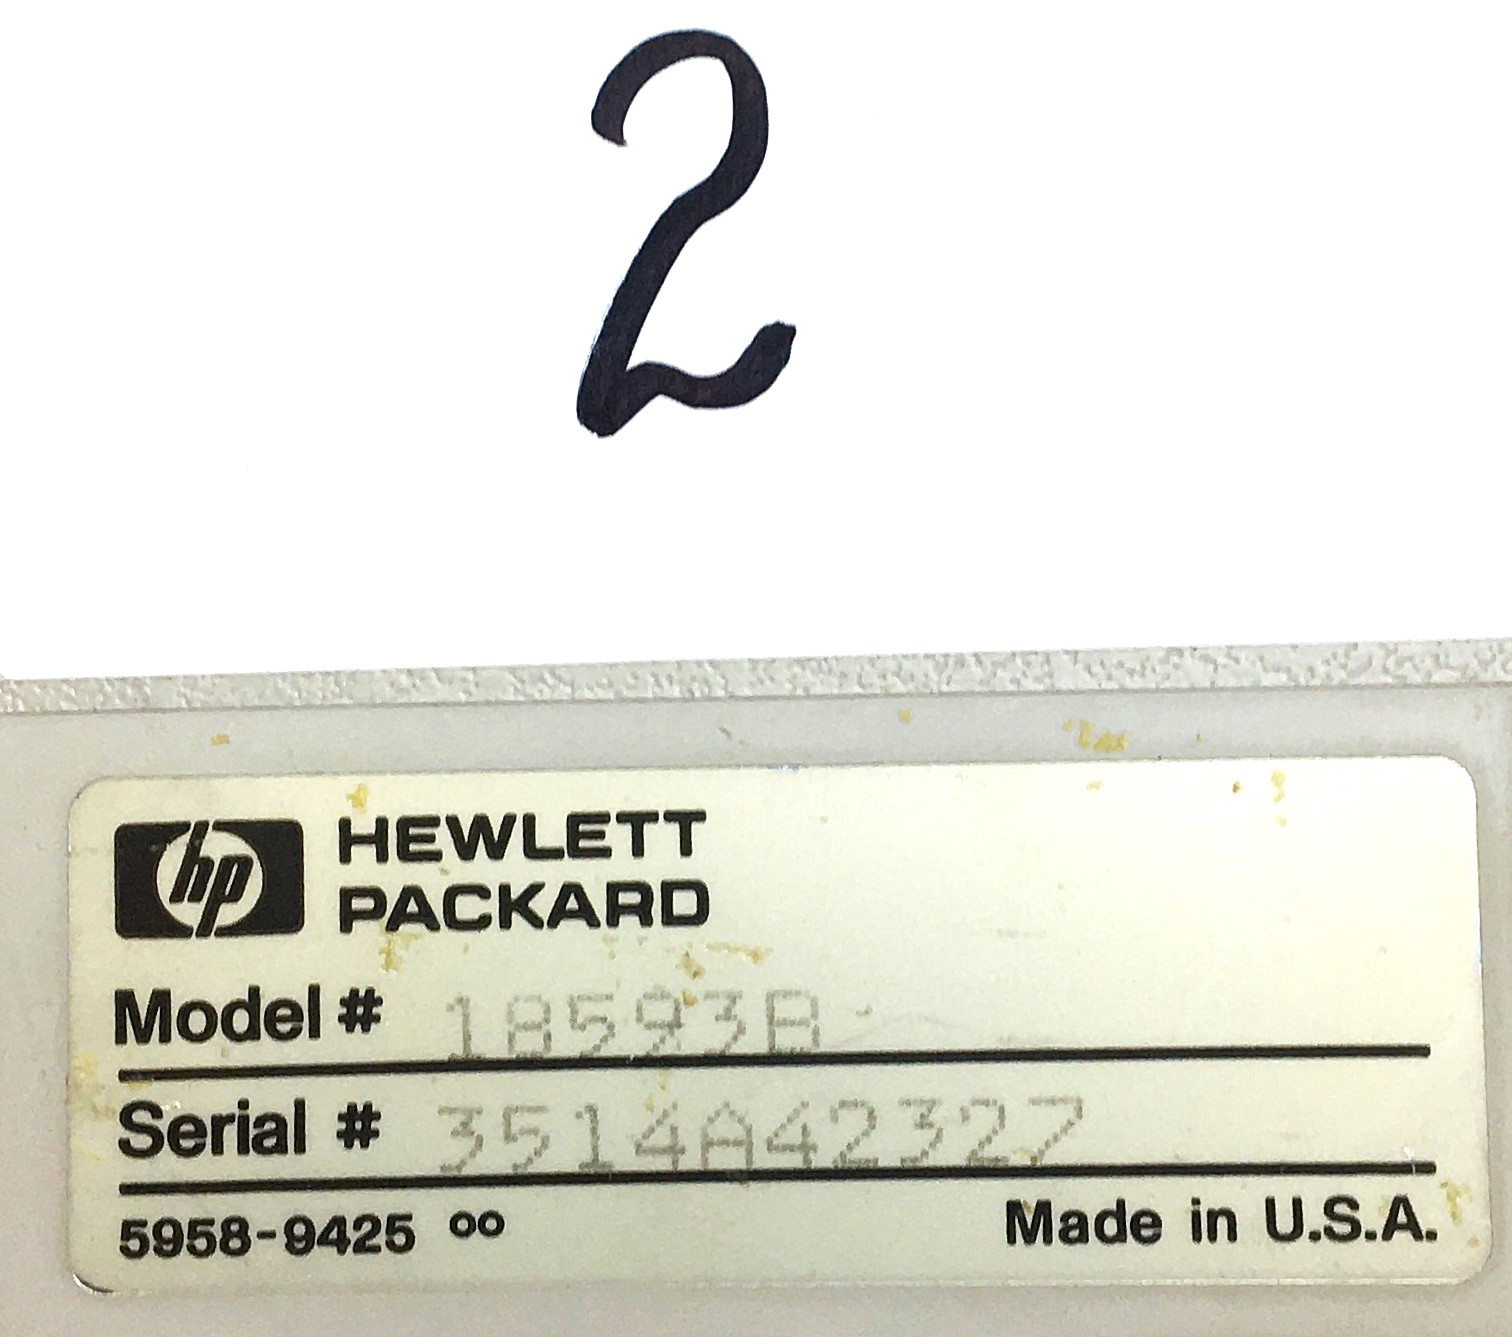 2
hp HEWLETT
PACKARD
Model # 18593B
Serial # 3514A42327
5958-9425 00
Made in U.S.A.